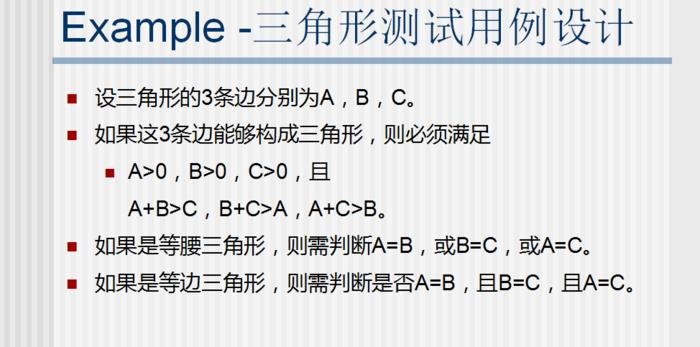 Example -三角形测试用例设计
设三角形的3条边分别为A，B，C。
如果这3条边能够构成三角形，则必须满足
A>0，B>0，C>0，且
A+B>C，B+C>A，A+C>B。
如果是等腰三角形，则需判断A=B，或B=C，或A=C。
如果是等边三角形，则需判断是否A=B，且B=C，且A=C。